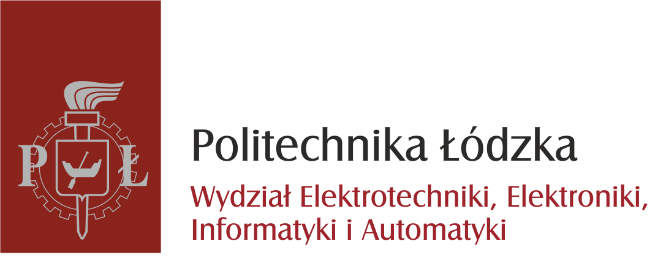 P Ł
Politechnika Łódzka
Wydział Elektrotechniki, Elektroniki,
Informatyki i Automatyki